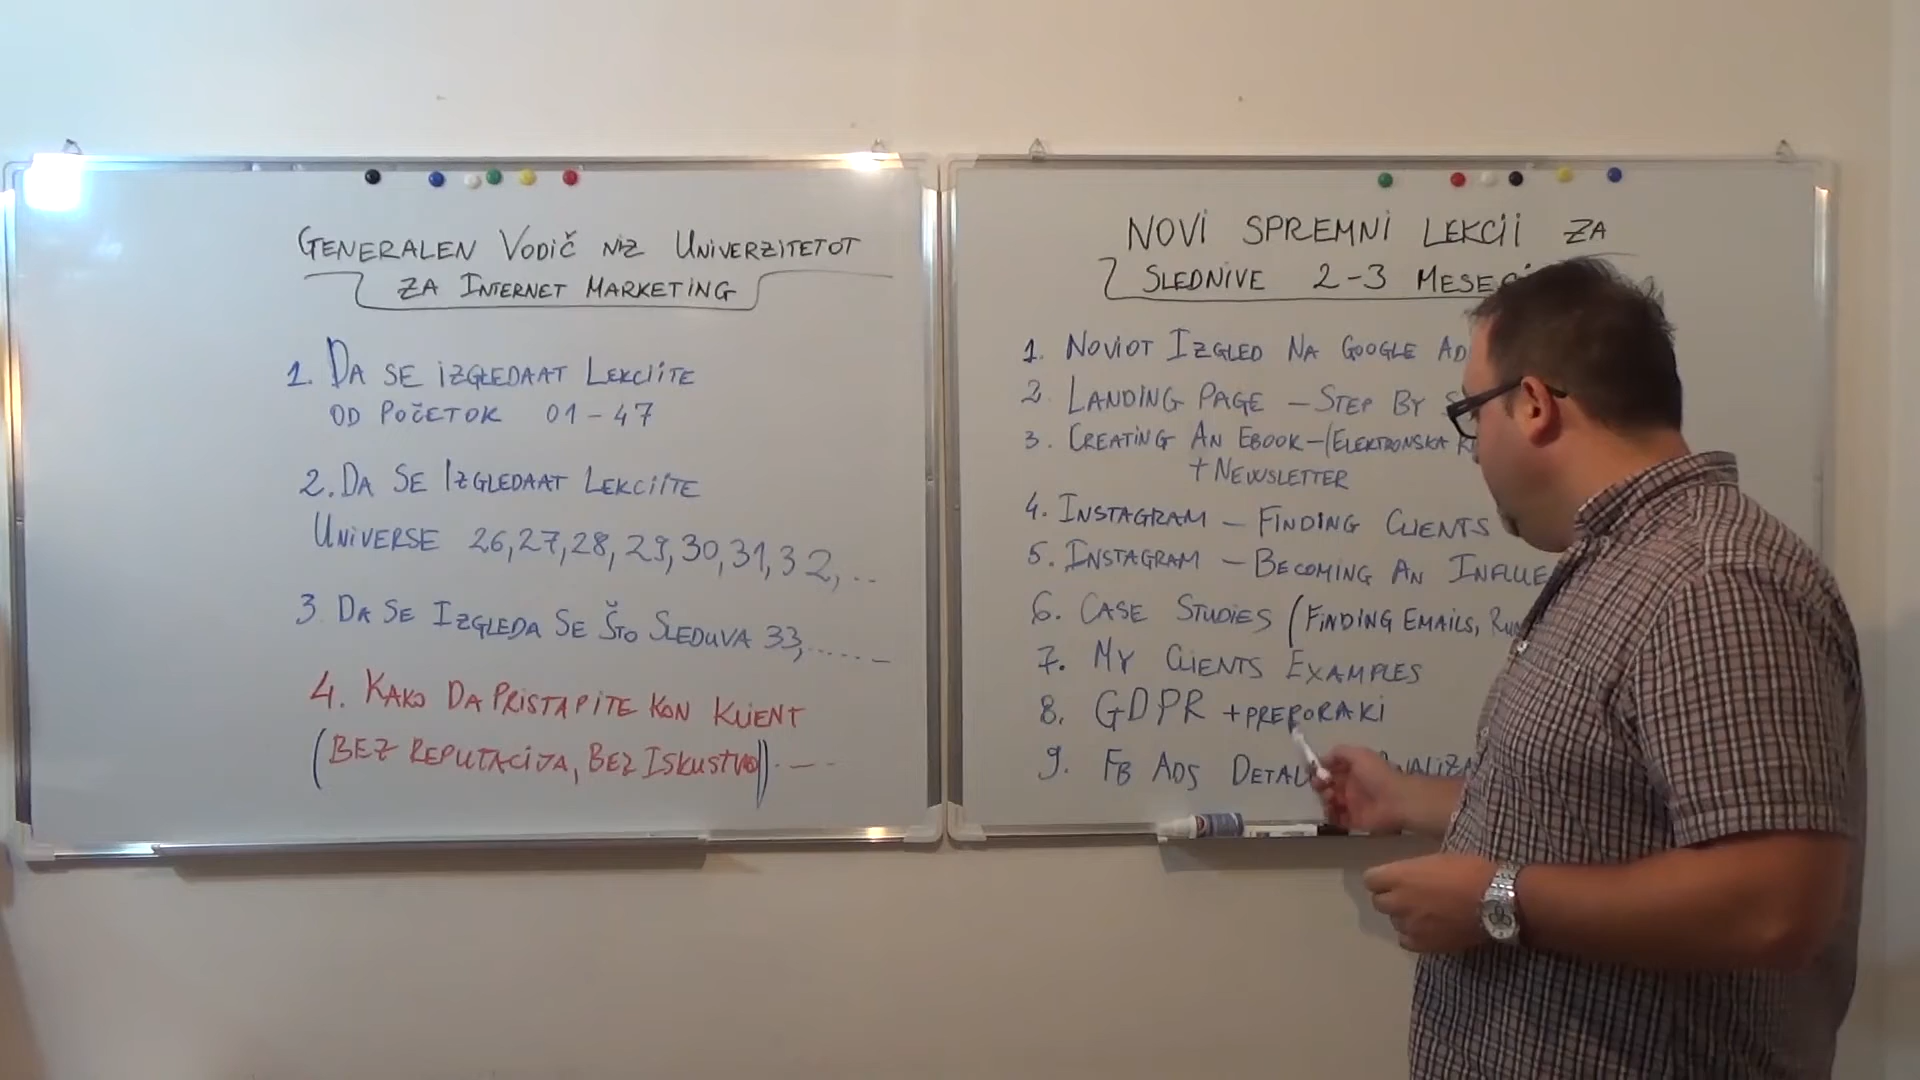 GENERALEN VODIČ NIZ UNIVERZITETOT
ZA INTERNET MARKETING
1. DA SE IZGLEDAAT LEKCIITE
OD POČETOK 01-47
2. DA SE IZGLEDAAT LEKCIITE
UNIVERSE 26,27,28,29,30,31,32,..
3 DA SE IZGLEDA SE ŠTO SLEDUVA 33,......
4. KAKO DA PRISTAPITE KON KLIENT
(BEZ REPUTACIJA, BEZ ISKUSTVO)
NOVI SPREMNI LEKCII ZA
SLEDNIVE 2-3
1. NOVIOT IZGLED NA GOOGLE
2. LANDING PAGE - STEP BY
3. CREATING AN EBOOK-(ELEKTRONSKA
+ NEWSLETTER
4. INSTAGRAM - FINDING CLIENTS
5. INSTAGRAM - BECOMING AN
6. CASE STUDIES (FINDING EMAILS,
7. MY CLIENTS EXAMPLES
8. GDPR + PREPORAKI
9. FB ADS